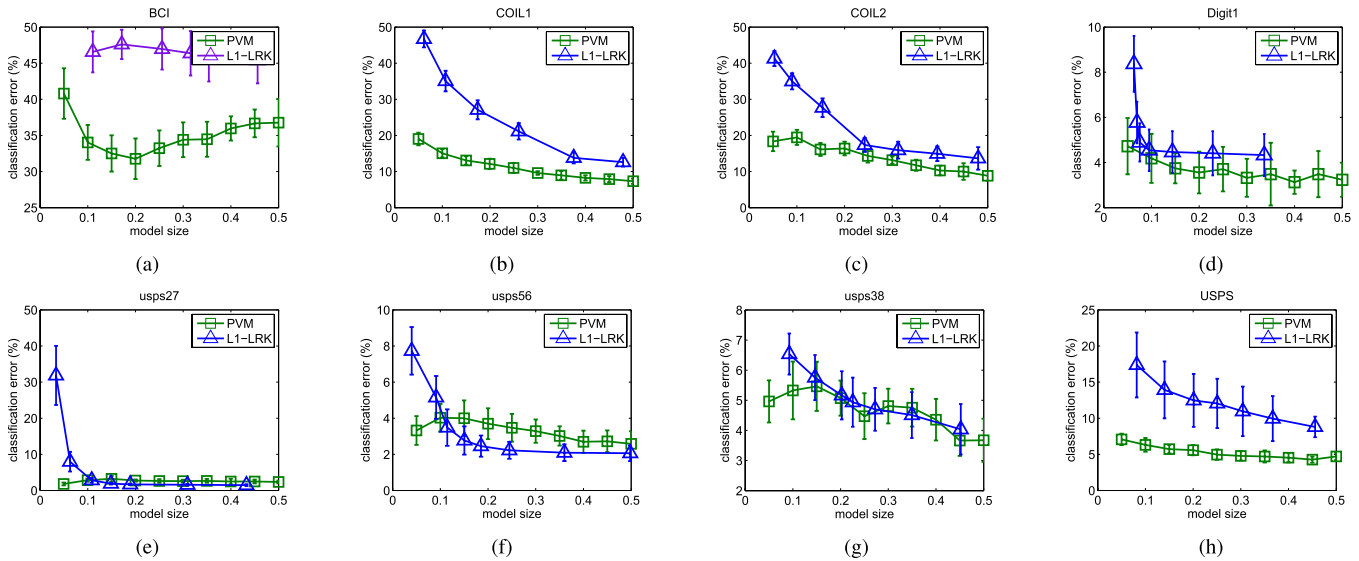 BCI
50
45
40
35
30
25
0
0.1
0.2
0.3
0.4
0.5
classification error (%)
model size
PVM
L1−LRK
(a)
COIL1
50
40
30
20
10
0
0
0.1
0.2
0.3
0.4
0.5
classification error (%)
model size
PVM
L1−LRK
(b)
COIL2
50
40
30
20
10
0
0
0.1
0.2
0.3
0.4
0.5
classification error (%)
model size
PVM
L1−LRK
(c)
Digit1
10
8
6
4
2
0
0.1
0.2
0.3
0.4
0.5
classification error (%)
model size
PVM
L1−LRK
(d)
usps27
50
40
30
20
10
0
0
0.1
0.2
0.3
0.4
0.5
classification error (%)
model size
PVM
L1−LRK
(e)
usps56
10
8
6
4
2
0
0
0.1
0.2
0.3
0.4
0.5
classification error (%)
model size
PVM
L1−LRK
(f)
usps38
8
7
6
5
4
3
2
0
0.1
0.2
0.3
0.4
0.5
classification error (%)
model size
PVM
L1−LRK
(g)
USPS
25
20
15
10
5
0
0
0.1
0.2
0.3
0.4
0.5
classification error (%)
model size
PVM
L1−LRK
(h)